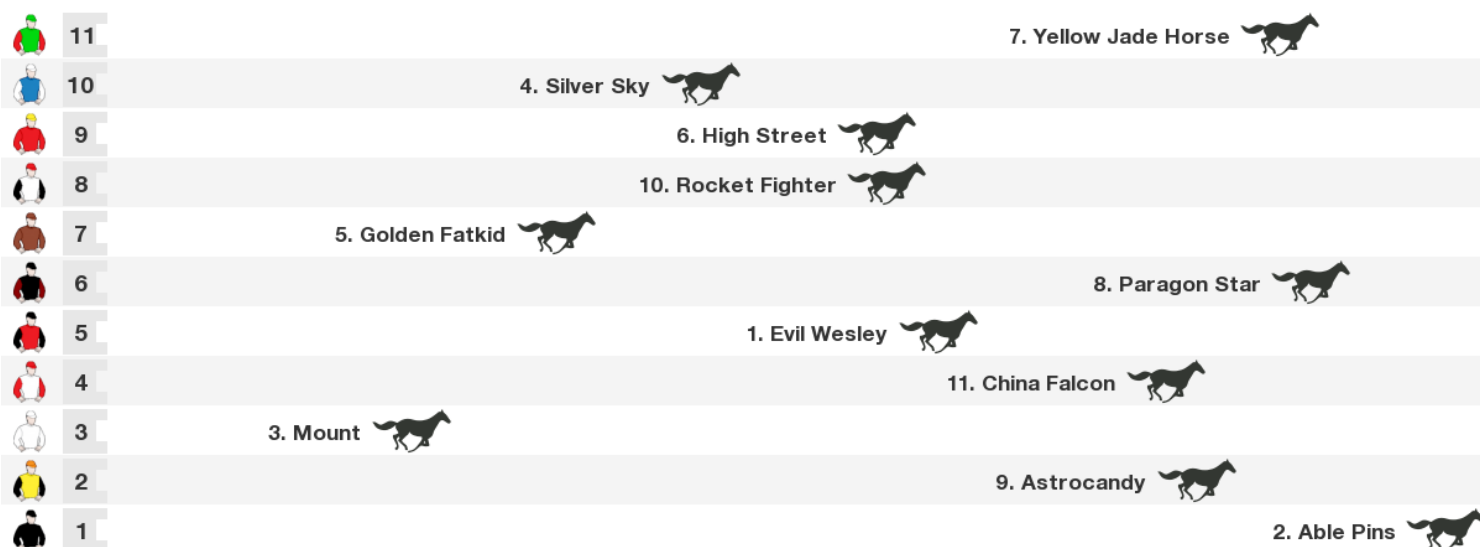 11 7. Yellow Jade Horse
10 4. Silver Sky
9 6. High Street
8 10. Rocket Fighter
7 5. Golden Fatkid
6 8. Paragon Star
5 1. Evil Wesley
4 11. China Falcon
3 3. Mount
2 9. Astrocandy
1 2. Able Pins